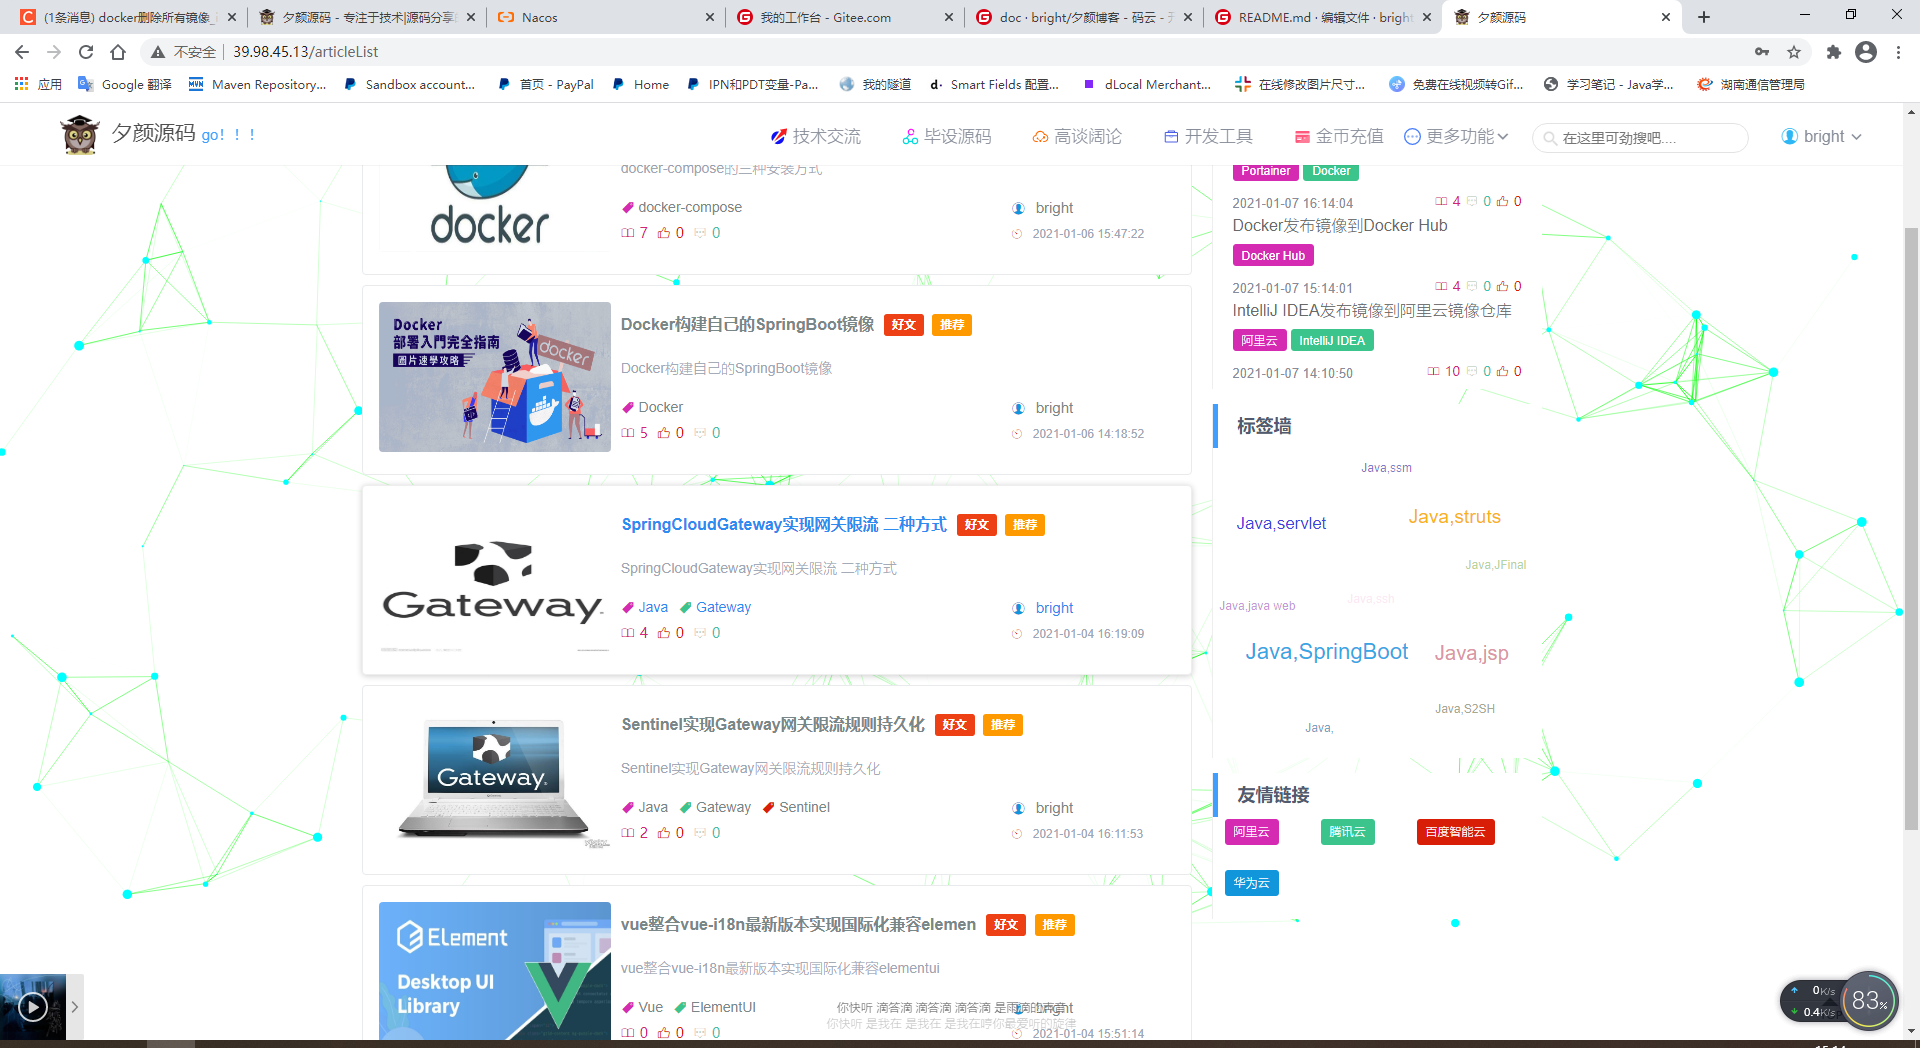 (1条消息) docker删除所有镜像_
夕颜源码 - 专注于技术|源码分享
Nacos
我的工作台 - Gitee.com
doc · bright/夕颜博客 - 码云 -
README.md · 编辑文件 · bright
夕颜源码
不安全 39.98.45.13/articleList
应用
Google 翻译
Maven Repository...
Sandbox account...
首页 - PayPal
Home
IPN和PDT变量-Pa...
我的隧道
Smart Fields 配置...
dLocal Merchant...
在线修改图片尺寸...
免费在线视频转Gif...
学习笔记 - Java学...
湖南通信管理局
夕颜源码 go! ! !
技术交流
毕设源码
高谈阔论
开发工具
金币充值
更多功能
在这里可劲搜吧....
bright
docker
docker-compose的三种安装方式
docker-compose
bright
7 0 0
2021-01-06 15:47:22
Docker
部署入門完全指南
圖片速學攻略
docker
Docker构建自己的SpringBoot镜像 好文 推荐
Docker构建自己的SpringBoot镜像
Docker
bright
5 0 0
2021-01-06 14:18:52
Gateway
SpringCloudGateway实现网关限流 二种方式 好文 推荐
SpringCloudGateway实现网关限流 二种方式
Java Gateway
bright
4 0 0
2021-01-04 16:19:09
Gateway
Sentinel实现Gateway网关限流规则持久化 好文 推荐
Sentinel实现Gateway网关限流规则持久化
Java Gateway Sentinel
bright
2 0 0
2021-01-04 16:11:53
ELement
Desktop UI
Library
vue整合vue-i18n最新版本实现国际化兼容elemen 好文 推荐
vue整合vue-i18n最新版本实现国际化兼容elementui
Vue ElementUI
bright
0 0 0
2021-01-04 15:51:14
你快听 滴答滴 滴答滴 滴答滴 是雨滴的声音
你快听 是我在 是我在 是我在哼你最爱听的旋律
Portainer Docker
2021-01-07 16:14:04 4 0 0
Docker发布镜像到Docker Hub
Docker Hub
2021-01-07 15:14:01 4 0 0
IntelliJ IDEA发布镜像到阿里云镜像仓库
阿里云 IntelliJ IDEA
2021-01-07 14:10:50 10 0 0
标签墙
Java,ssm
Java,servlet
Java,struts
Java,JFinal
Java,java web
Java,ssh
Java,SpringBoot
Java,jsp
Java,S2SH
Java,
友情链接
阿里云
腾讯云
百度智能云
华为云
0K/s
0.4K/s
83%